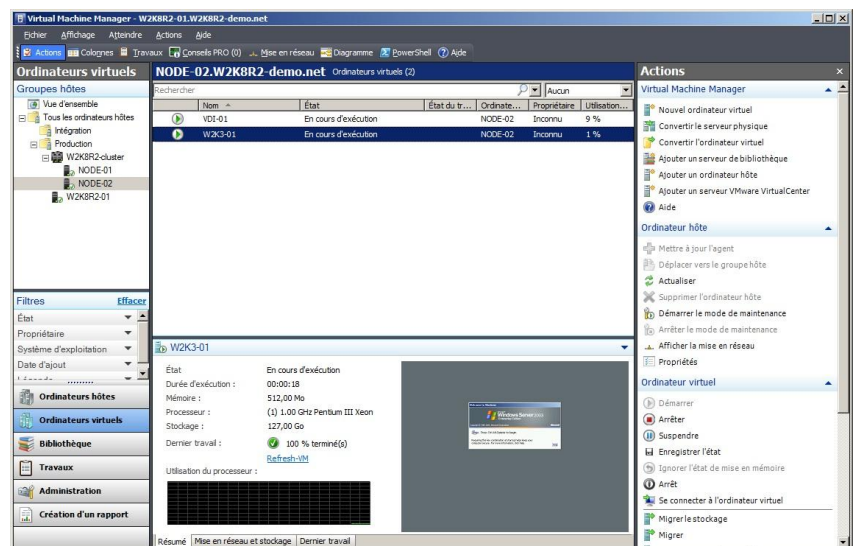 Virtual Machine Manager - W2K8R2-01.W2K8R2-demo.net
Fichier Affichage Atteindre Actions Aide
Actions Colonnes Travaux Conseils PRO (0) Mise en réseau Diagramme PowerShell Aide
Ordinateurs virtuels
Groupes hôtes
Vue d'ensemble
Tous les ordinateurs hôtes
Intégration
Production
W2K8R2-cluster
NODE-01
NODE-02
W2K8R2-01
Filtres Effacer
État
Propriétaire
Système d'exploitation
Date d'ajout
Ordinateurs hôtes
Ordinateurs virtuels
Bibliothèque
Travaux
Administration
Création d'un rapport
NODE-02.W2K8R2-demo.net Ordinateurs virtuels (2)
Rechercher Aucun
Nom État État du tr... Ordinate... Propriétaire Utilisation...
VDI-01 En cours d'exécution NODE-02 Inconnu 9 %
W2K3-01 En cours d'exécution NODE-02 Inconnu 1 %
W2K3-01
État En cours d'exécution
Durée d'exécution : 00:00:18
Mémoire : 512,00 Mo
Processeur : (1) 1.00 GHz Pentium III Xeon
Stockage : 127,00 Go
Dernier travail : 100 % terminé(s)
Refresh-VM
Utilisation du processeur :
Windows Server
Résumé Mise en réseau et stockage Dernier travail
Actions
Virtual Machine Manager
Nouvel ordinateur virtuel
Convertir le serveur physique
Convertir l'ordinateur virtuel
Ajouter un serveur de bibliothèque
Ajouter un ordinateur hôte
Ajouter un serveur VMware VirtualCenter
Aide
Ordinateur hôte
Mettre à jour l'agent
Déplacer vers le groupe hôte
Actualiser
Supprimer l'ordinateur hôte
Démarrer le mode de maintenance
Arrêter le mode de maintenance
Afficher la mise en réseau
Propriétés
Ordinateur virtuel
Démarrer
Arrêter
Suspendre
Enregistrer l'état
Ignorer l'état de mise en mémoire
Arrêt
Se connecter à l'ordinateur virtuel
Migrer le stockage
Migrer